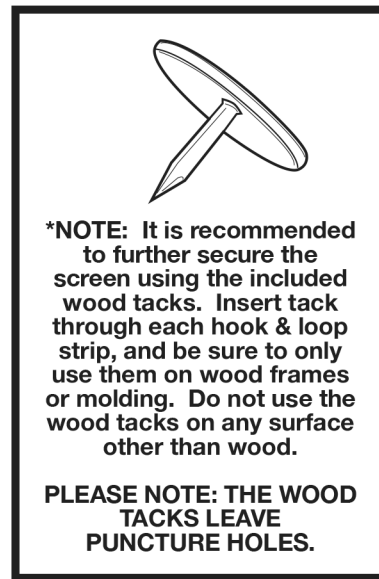 *NOTE:  It is recommended
to further secure the
screen using the included
wood tacks.  Insert tack
through each hook & loop
strip, and be sure to only
use them on wood frames
or molding.  Do not use the
wood tacks on any surface
other than wood.
PLEASE NOTE: THE WOOD
TACKS LEAVE
PUNCTURE HOLES.